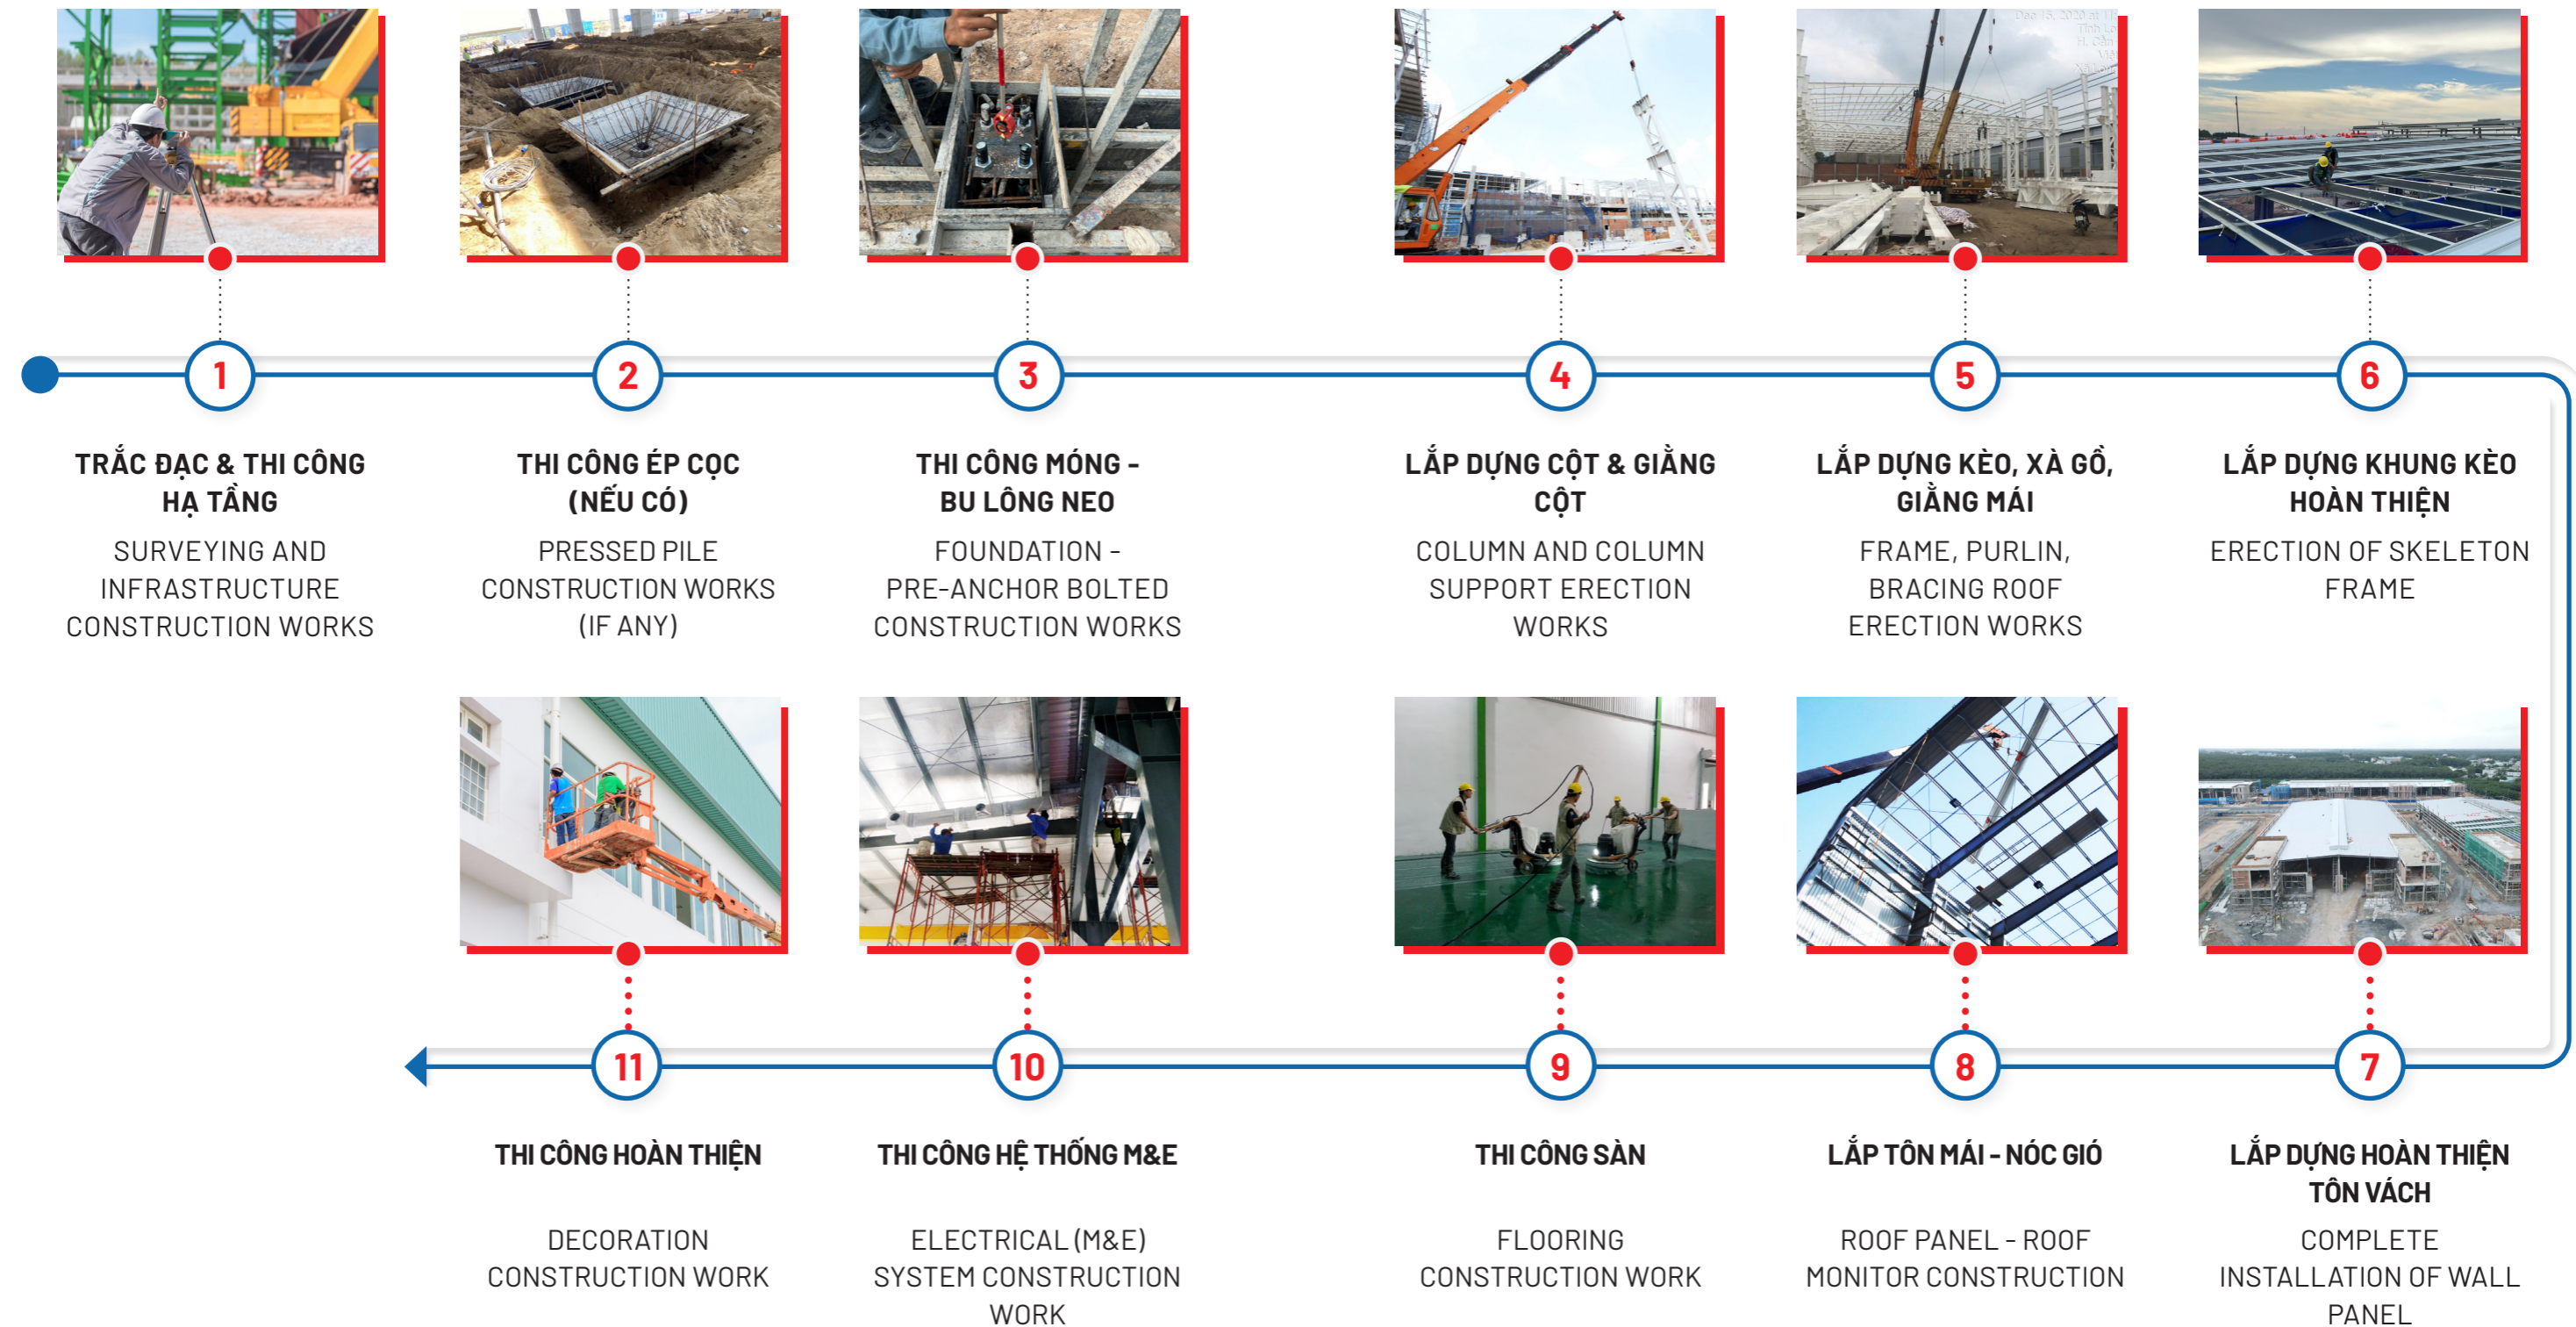 Dec 15, 2020 at
1
2
3
4
5
6
TRẮC ĐẠC & THI CÔNG
HẠ TẦNG
SURVEYING AND
INFRASTRUCTURE
CONSTRUCTION WORKS
THI CÔNG ÉP CỌC
(NẾU CÓ)
PRESSED PILE
CONSTRUCTION WORKS
(IF ANY)
THI CÔNG MÓNG -
BU LÔNG NEO
FOUNDATION -
PRE-ANCHOR BOLTED
CONSTRUCTION WORKS
LẮP DỰNG CỘT & GIẰNG
CỘT
COLUMN AND COLUMN
SUPPORT ERECTION
WORKS
LẮP DỰNG KÈO, XÀ GỒ,
GIẰNG MÁI
FRAME, PURLIN,
BRACING ROOF
ERECTION WORKS
LẮP DỰNG KHUNG KÈO
HOÀN THIỆN
ERECTION OF SKELETON
FRAME
11
10
9
8
7
THI CÔNG HOÀN THIỆN
DECORATION
CONSTRUCTION WORK
THI CÔNG HỆ THỐNG M&E
ELECTRICAL (M&E)
SYSTEM CONSTRUCTION
WORK
THI CÔNG SÀN
FLOORING
CONSTRUCTION WORK
LẮP TÔN MÁI - NÓC GIÓ
ROOF PANEL - ROOF
MONITOR CONSTRUCTION
LẮP DỰNG HOÀN THIỆN
TÔN VÁCH
COMPLETE
INSTALLATION OF WALL
PANEL